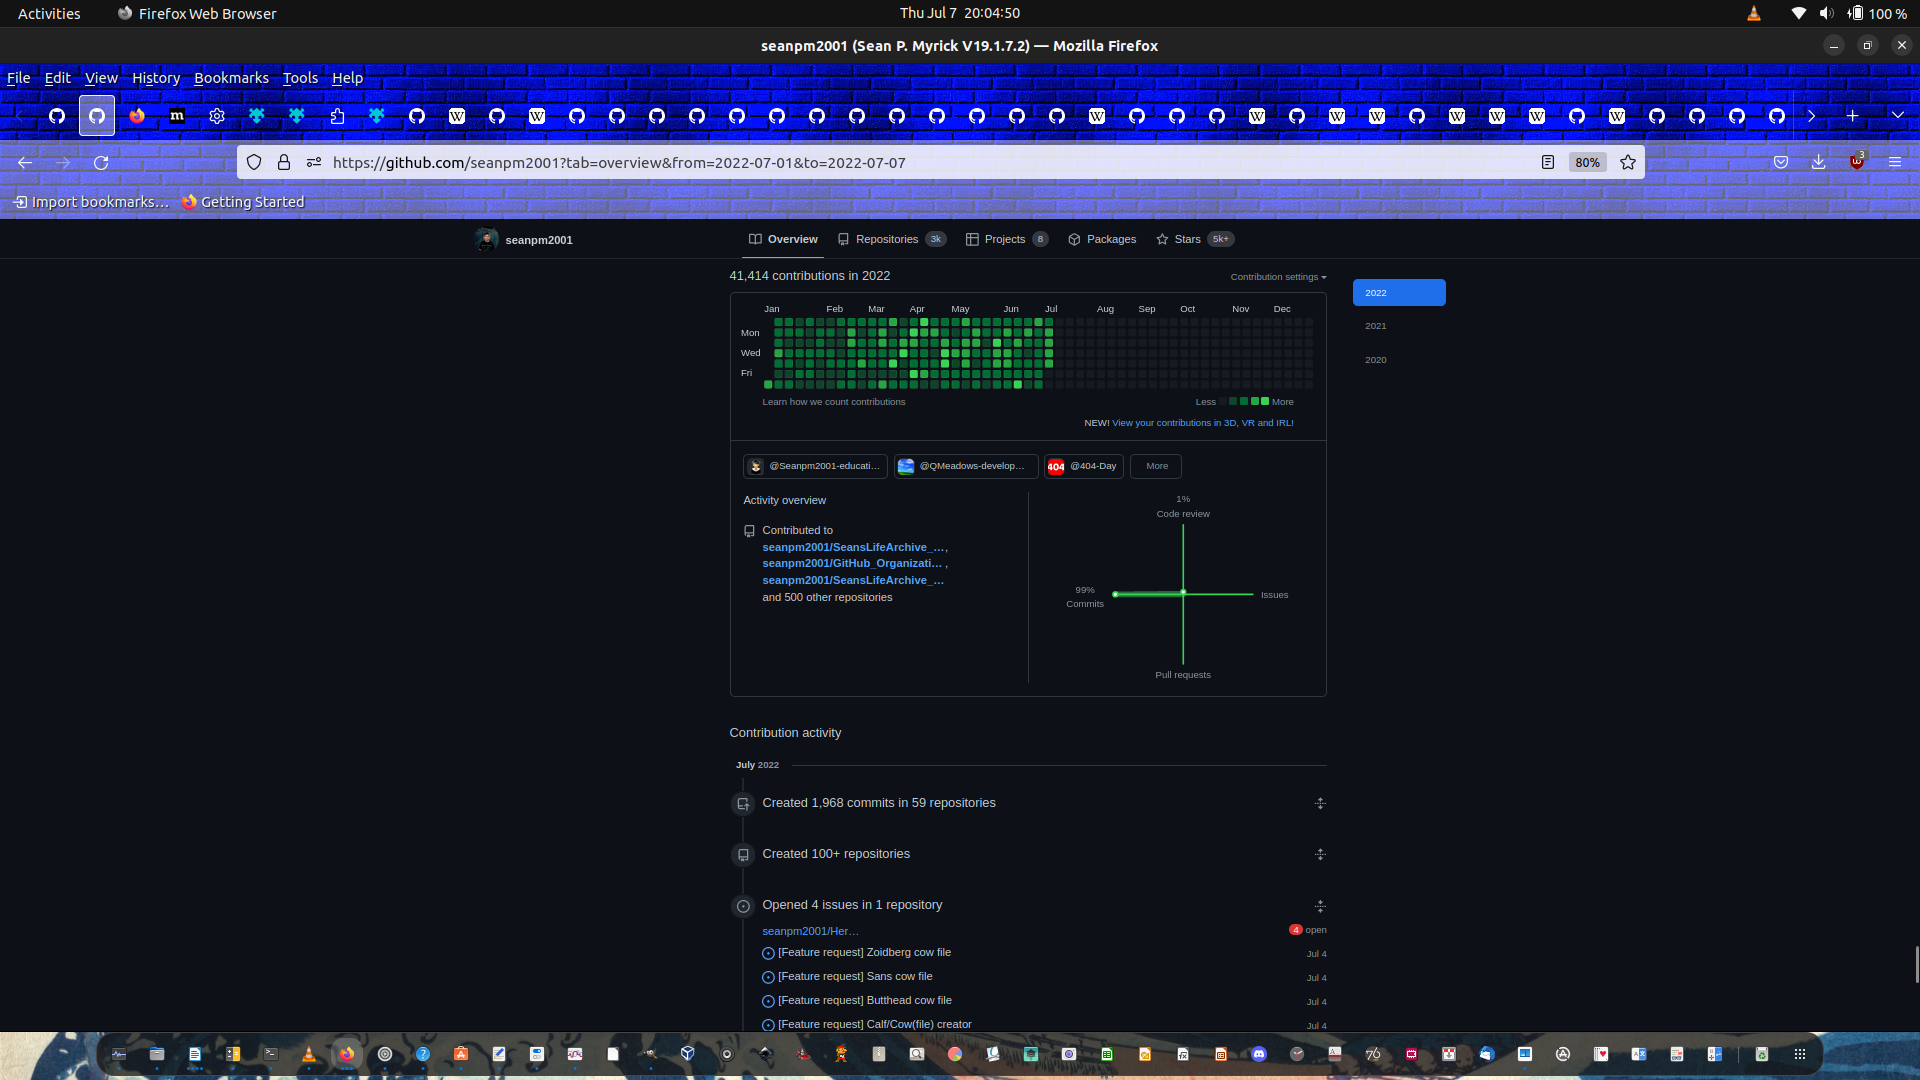 Activities
Firefox Web Browser
Thu Jul 7 20:04:50
100 %
seanpm2001 (Sean P. Myrick V19.1.7.2) — Mozilla Firefox
File Edit View History Bookmarks Tools Help
https://github.com/seanpm2001?tab=overview&from=2022-07-01&to=2022-07-07
80%
3
Import bookmarks…
Getting Started
seanpm2001
Overview
Repositories 3k
Projects 8
Packages
Stars 5k+
41,414 contributions in 2022
Contribution settings
2022
2021
2020
Jan Feb Mar Apr May Jun Jul Aug Sep Oct Nov Dec
Mon
Wed
Fri
Learn how we count contributions
Less More
NEW! View your contributions in 3D, VR and IRL!
@Seanpm2001-educati…
@QMeadows-develop…
404 @404-Day
More
Activity overview
Contributed to
seanpm2001/SeansLifeArchive_…,
seanpm2001/GitHub_Organizati… ,
seanpm2001/SeansLifeArchive_…
and 500 other repositories
1%
Code review
99%
Commits
Issues
Pull requests
Contribution activity
July 2022
Created 1,968 commits in 59 repositories
Created 100+ repositories
Opened 4 issues in 1 repository
seanpm2001/Her…
4 open
[Feature request] Zoidberg cow file
Jul 4
[Feature request] Sans cow file
Jul 4
[Feature request] Butthead cow file
Jul 4
[Feature request] Calf/Cow(file) creator
Jul 4